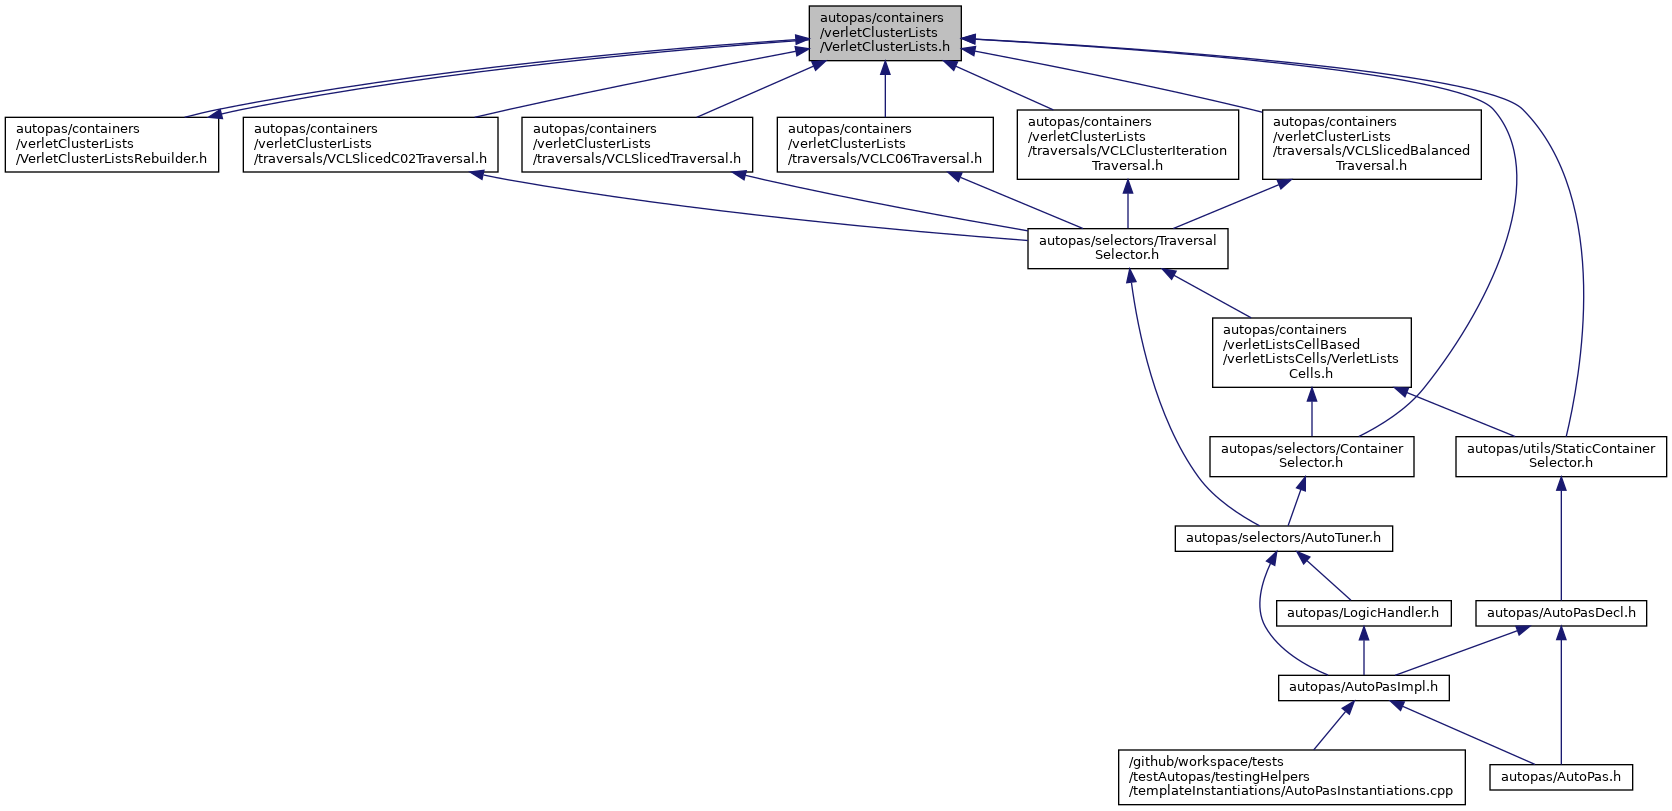 autopas/containers
/verletClusterLists
/VerletClusterLists.h
autopas/containers
/verletClusterLists
/VerletClusterListsRebuilder.h
autopas/containers
/verletClusterLists
/traversals/VCLSlicedC02Traversal.h
autopas/containers
/verletClusterLists
/traversals/VCLSlicedTraversal.h
autopas/containers
/verletClusterLists
/traversals/VCLC06Traversal.h
autopas/containers
/verletClusterLists
/traversals/VCLClusterIteration
Traversal.h
autopas/containers
/verletClusterLists
/traversals/VCLSlicedBalanced
Traversal.h
autopas/selectors/Traversal
Selector.h
autopas/containers
/verletListsCellBased
/verletListsCells/VerletLists
Cells.h
autopas/selectors/Container
Selector.h
autopas/utils/StaticContainer
Selector.h
autopas/selectors/AutoTuner.h
autopas/LogicHandler.h
autopas/AutoPasDecl.h
autopas/AutoPasImpl.h
/github/workspace/tests
/testAutopas/testingHelpers
/templateInstantiations/AutoPasInstantiations.cpp
autopas/AutoPas.h